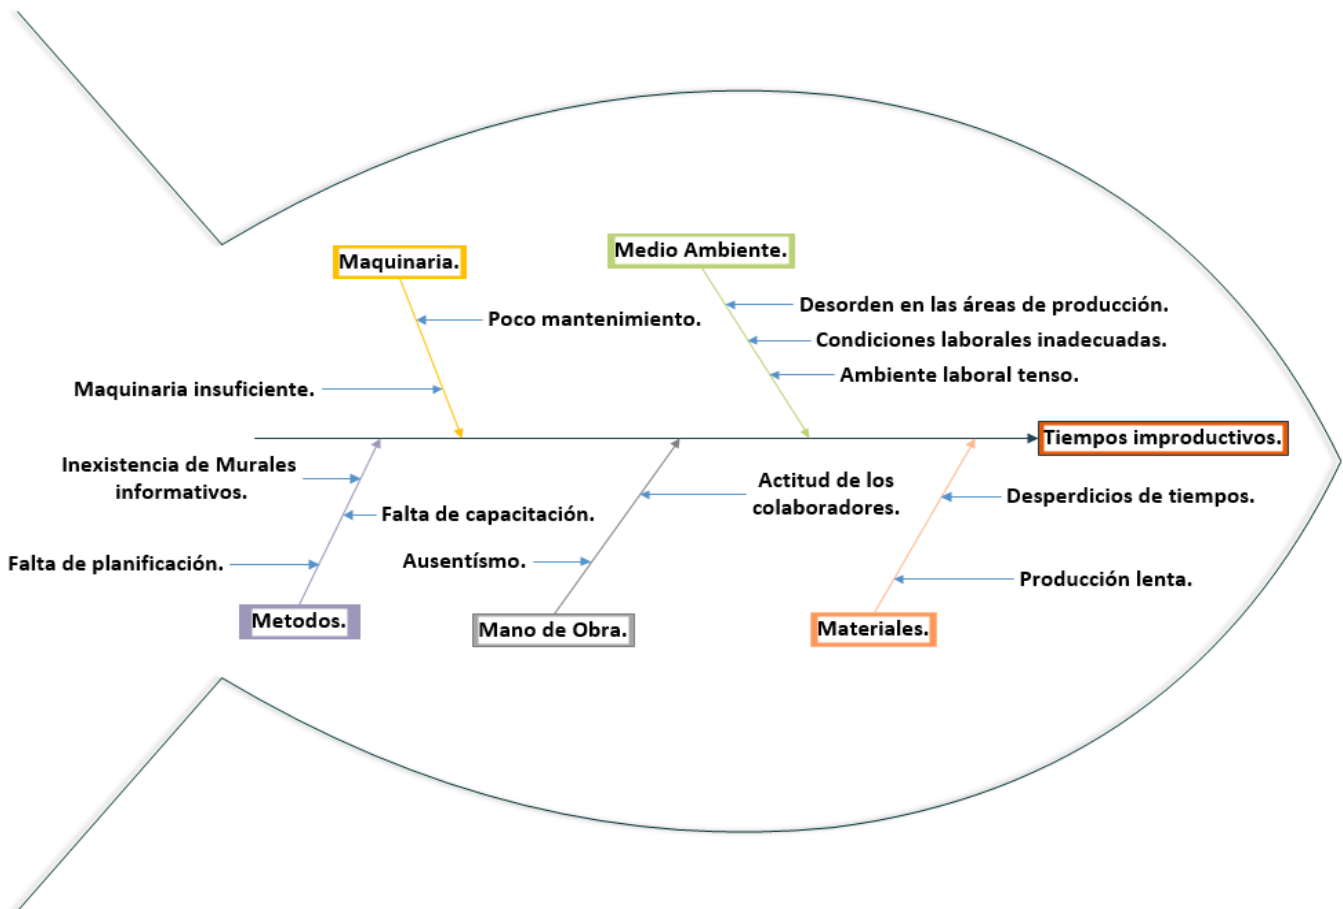 Maquinaria.
Medio Ambiente.
Desorden en las áreas de producción.
Poco mantenimiento.
Condiciones laborales inadecuadas.
Ambiente laboral tenso.
Maquinaria insuficiente.
Tiempos improductivos.
Inexistencia de Murales
informativos.
Actitud de los
colaboradores.
Desperdicios de tiempos.
Falta de capacitación.
Falta de planificación.
Ausentísmo.
Producción lenta.
Metodos.
Mano de Obra.
Materiales.